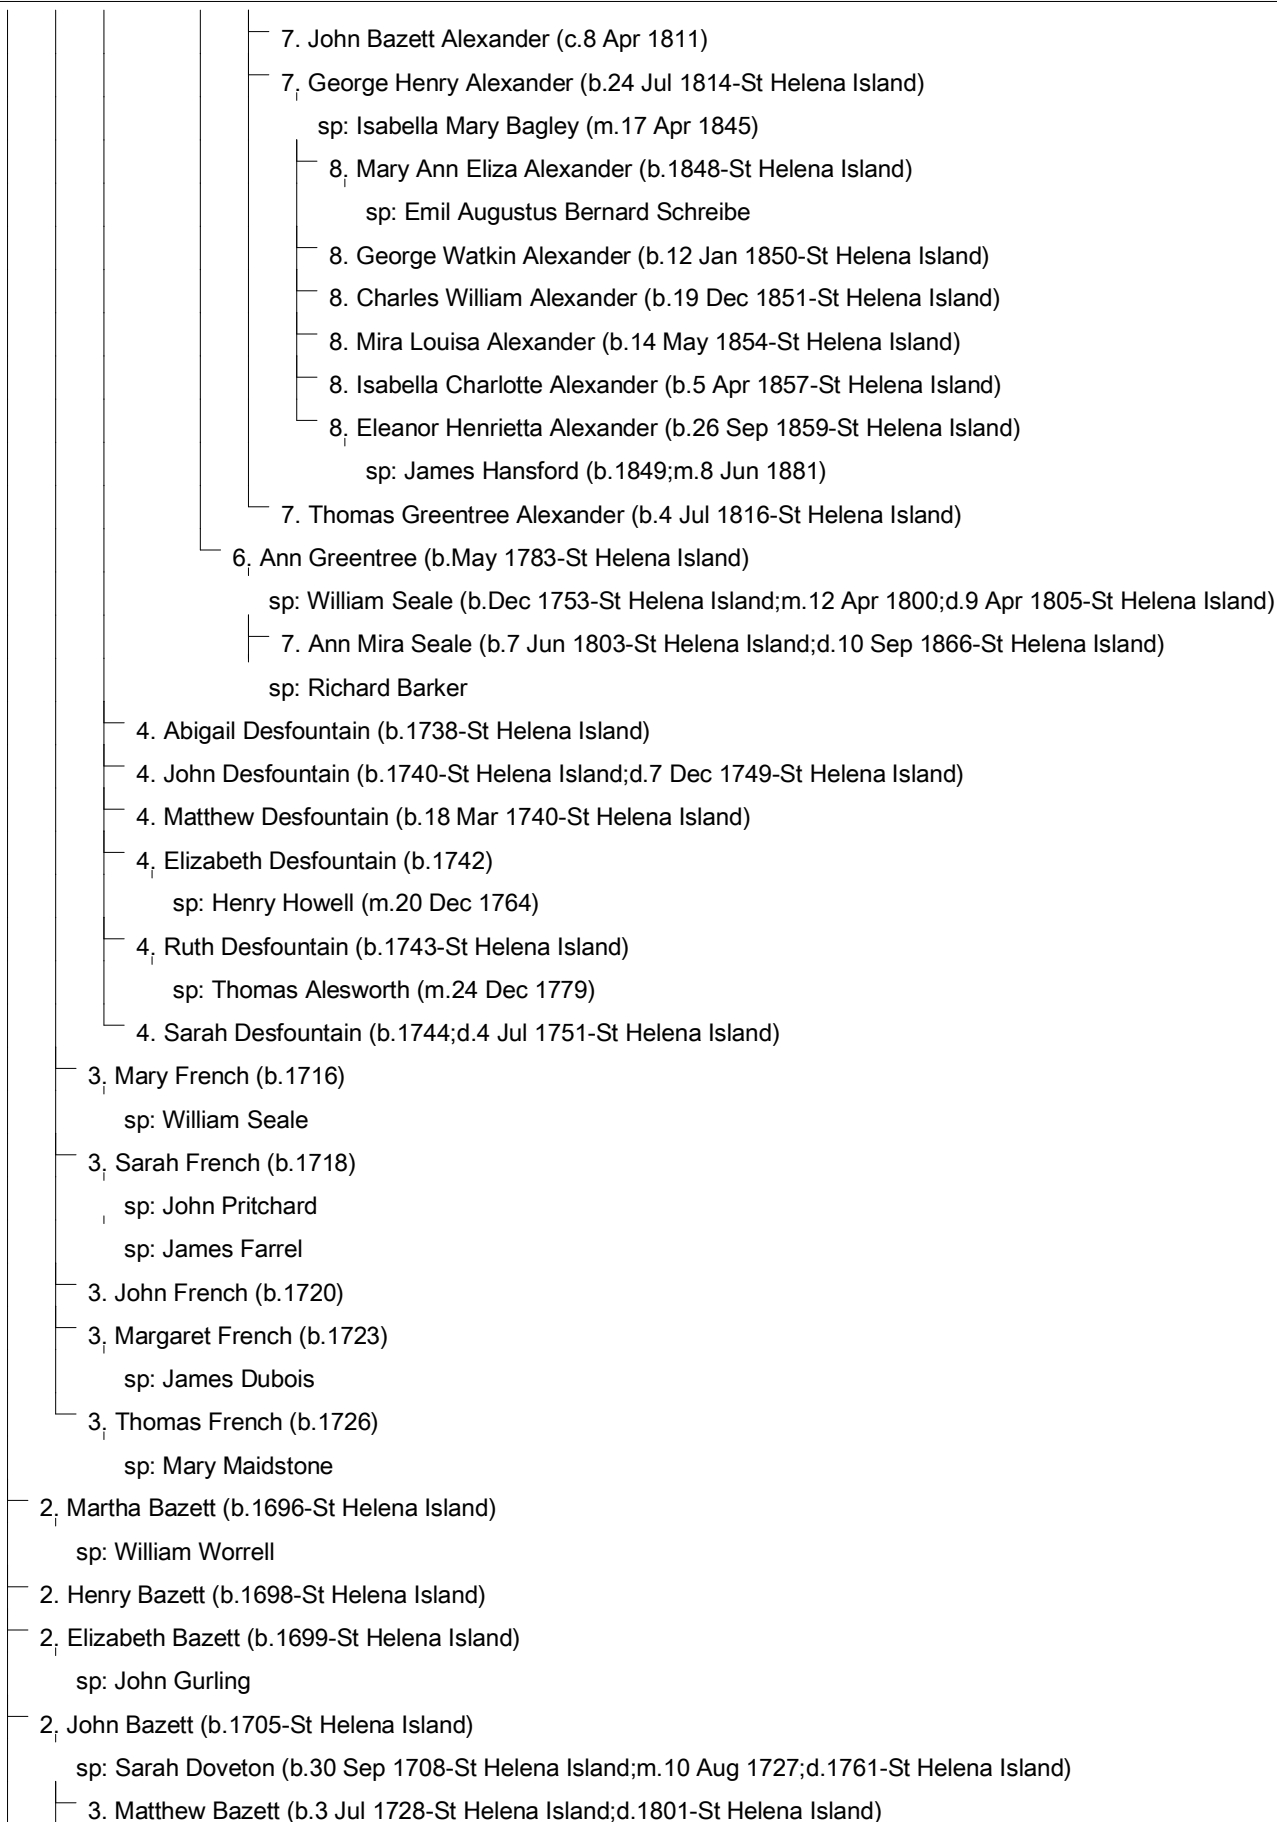 7. John Bazett Alexander (c.8 Apr 1811)
7. George Henry Alexander (b.24 Jul 1814-St Helena Island)
sp: Isabella Mary Bagley (m.17 Apr 1845)
8. Mary Ann Eliza Alexander (b.1848-St Helena Island)
sp: Emil Augustus Bernard Schreibe
8. George Watkin Alexander (b.12 Jan 1850-St Helena Island)
8. Charles William Alexander (b.19 Dec 1851-St Helena Island)
8. Mira Louisa Alexander (b.14 May 1854-St Helena Island)
8. Isabella Charlotte Alexander (b.5 Apr 1857-St Helena Island)
8. Eleanor Henrietta Alexander (b.26 Sep 1859-St Helena Island)
sp: James Hansford (b.1849;m.8 Jun 1881)
7. Thomas Greentree Alexander (b.4 Jul 1816-St Helena Island)
6. Ann Greentree (b.May 1783-St Helena Island)
sp: William Seale (b.Dec 1753-St Helena Island;m.12 Apr 1800;d.9 Apr 1805-St Helena Island)
7. Ann Mira Seale (b.7 Jun 1803-St Helena Island;d.10 Sep 1866-St Helena Island)
sp: Richard Barker
4. Abigail Desfountain (b.1738-St Helena Island)
4. John Desfountain (b.1740-St Helena Island;d.7 Dec 1749-St Helena Island)
4. Matthew Desfountain (b.18 Mar 1740-St Helena Island)
4. Elizabeth Desfountain (b.1742)
sp: Henry Howell (m.20 Dec 1764)
4. Ruth Desfountain (b.1743-St Helena Island)
sp: Thomas Alesworth (m.24 Dec 1779)
4. Sarah Desfountain (b.1744;d.4 Jul 1751-St Helena Island)
3. Mary French (b.1716)
sp: William Seale
3. Sarah French (b.1718)
sp: John Pritchard
sp: James Farrel
3. John French (b.1720)
3. Margaret French (b.1723)
sp: James Dubois
3. Thomas French (b.1726)
sp: Mary Maidstone
2. Martha Bazett (b.1696-St Helena Island)
sp: William Worrell
2. Henry Bazett (b.1698-St Helena Island)
2. Elizabeth Bazett (b.1699-St Helena Island)
sp: John Gurling
2. John Bazett (b.1705-St Helena Island)
sp: Sarah Doveton (b.30 Sep 1708-St Helena Island;m.10 Aug 1727;d.1761-St Helena Island)
3. Matthew Bazett (b.3 Jul 1728-St Helena Island;d.1801-St Helena Island)